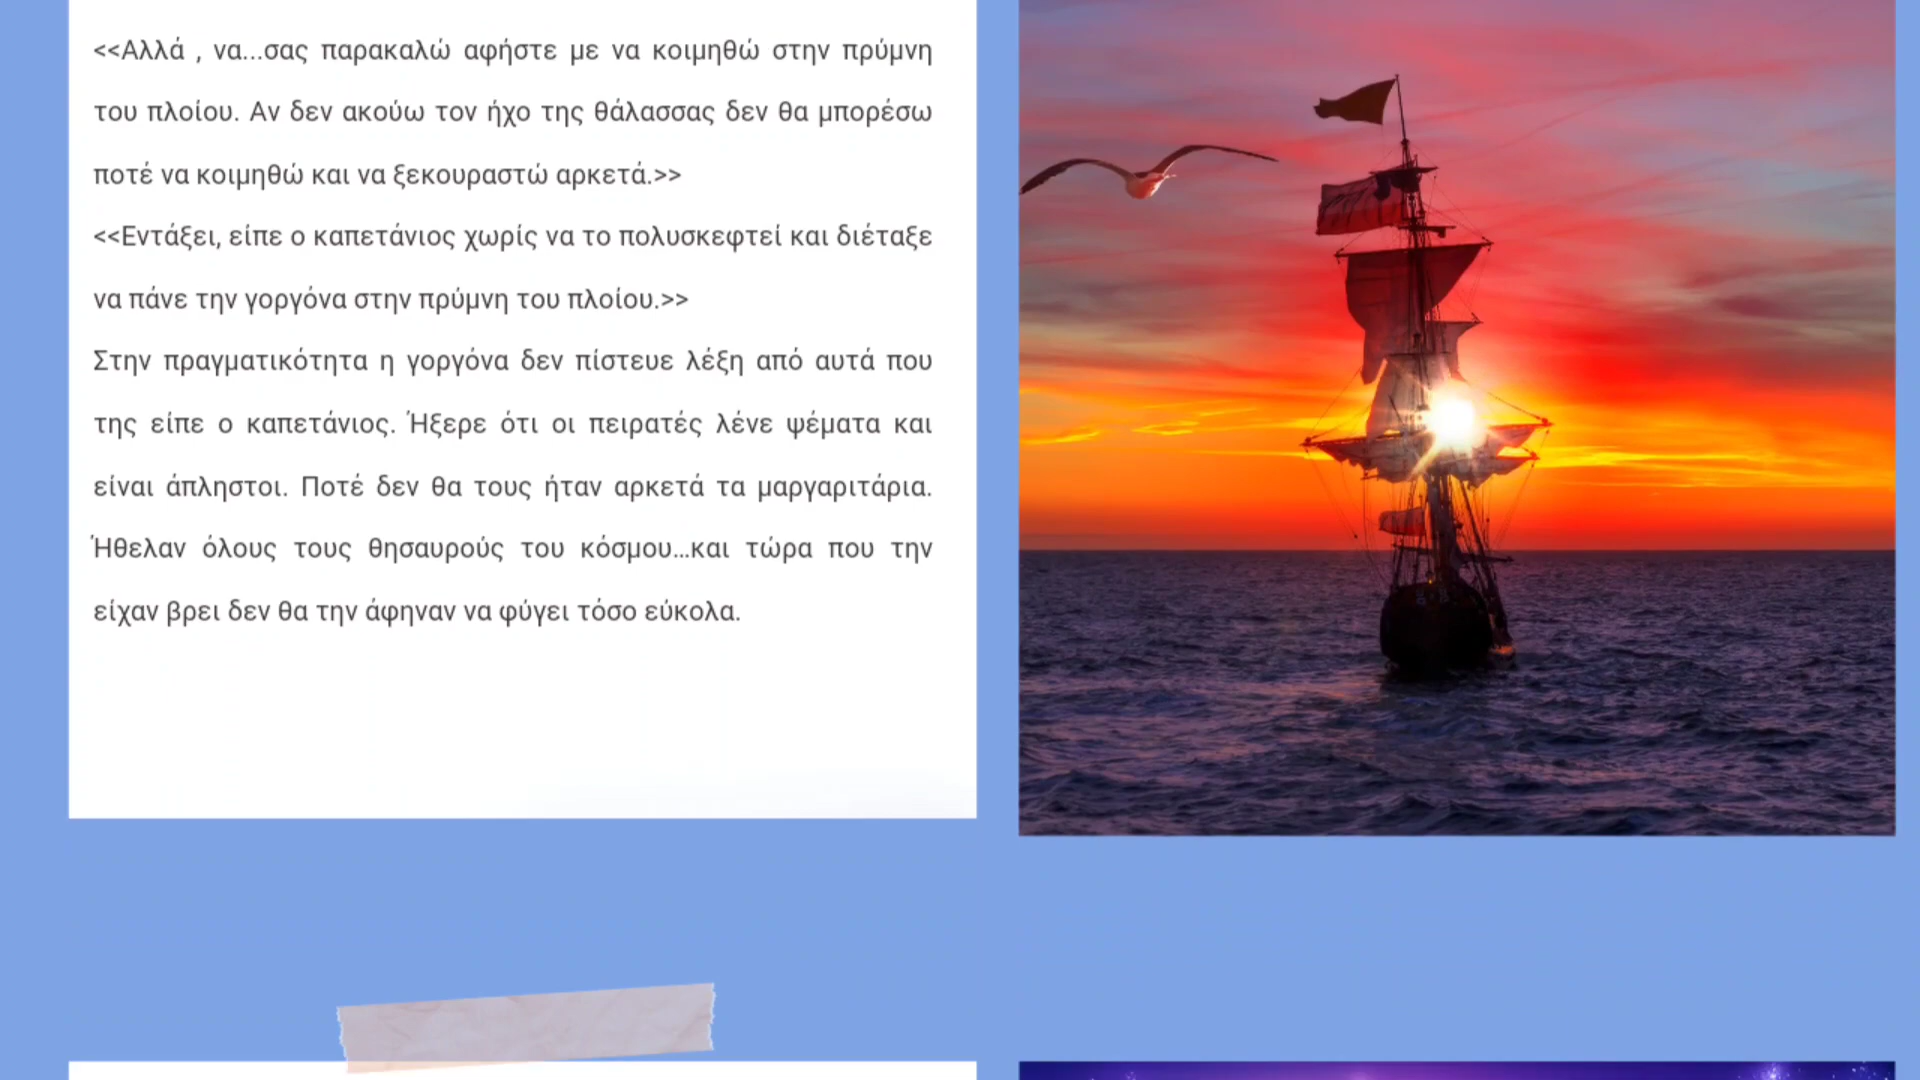 <<Αλλά , να...σας παρακαλώ αφήστε με να κοιμηθώ στην πρύμνη
του πλοίου. Αν δεν ακούω τον ήχο της θάλασσας δεν θα μπορέσω
ποτέ να κοιμηθώ και να ξεκουραστώ αρκετά.>>
<<Εντάξει, είπε ο καπετάνιος χωρίς να το πολυσκεφτεί και διέταξε
να πάνε την γοργόνα στην πρύμνη του πλοίου.>>
Στην πραγματικότητα η γοργόνα δεν πίστευε λέξη από αυτά που
της είπε ο καπετάνιος. Ήξερε ότι οι πειρατές λένε ψέματα και
είναι άπληστοι. Ποτέ δεν θα τους ήταν αρκετά τα μαργαριτάρια.
Ήθελαν όλους τους θησαυρούς του κόσμου...και τώρα που την
είχαν βρει δεν θα την άφηναν να φύγει τόσο εύκολα.